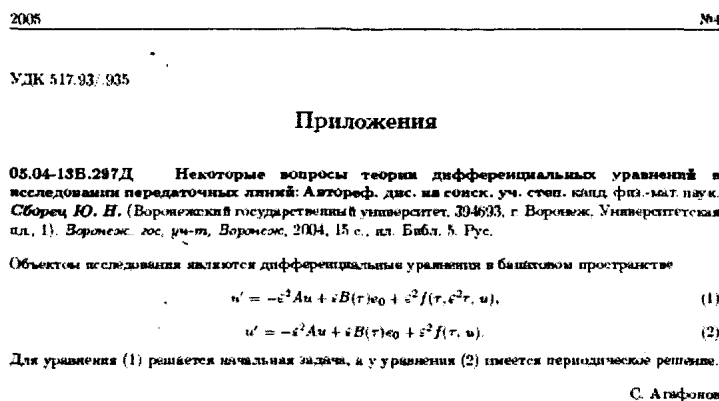 2005 №4
УДК 517.93/.935
Приложения
05.04-13В.297Д Некоторые вопросы теории дифференциальных уравнений в
исследовании передаточных линий: Автореф. дис. на соиск. уч. степ. канд. физ.-мат. наук.
Сборец Ю. Н. (Воронежский государственный университет, 394693, г. Воронеж, Университетская
пл., 1). Воронеж. гос. ун-т, Воронеж, 2004, 15 с., ил. Библ. 5. Рус.
Объектом исследования являются дифференциальные уравнения в банаховом пространстве
u′ = −ε²Au + εB(τ)e₀ + ε²f(τ, ε²τ, u), (1)
u′ = −ε²Au + εB(τ)e₀ + ε²f(τ, u). (2)
Для уравнения (1) решается начальная задача, а у уравнения (2) имеется периодическое решение.
С. Агафонов